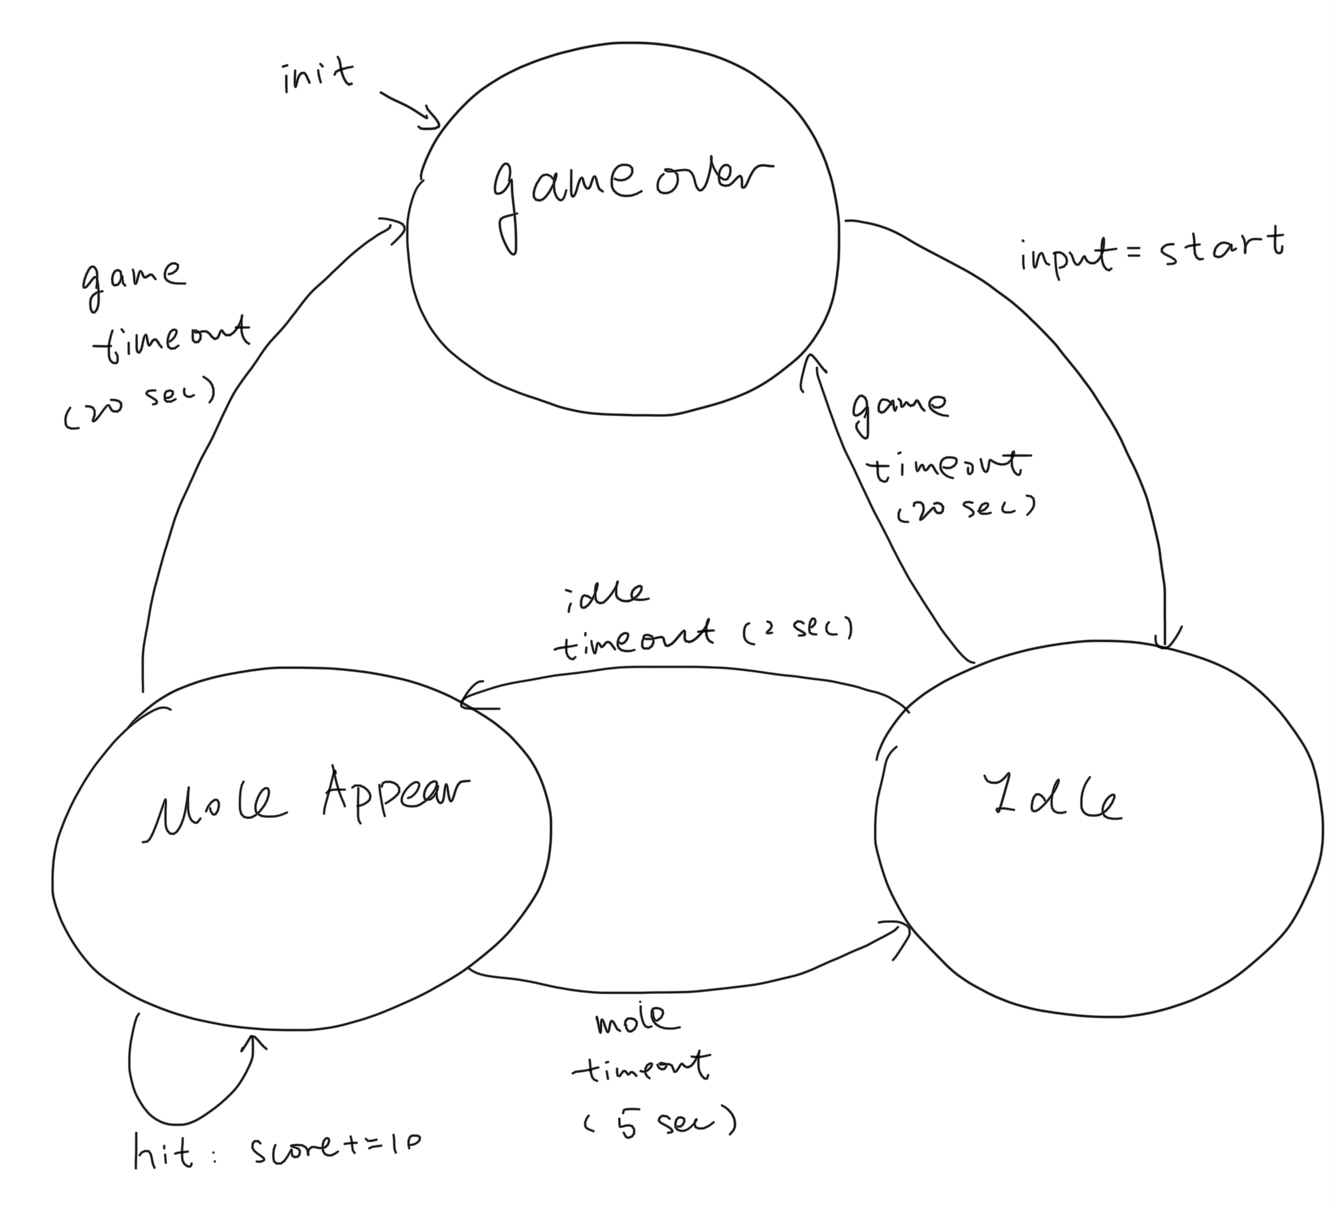 init
gameover
input = start
game
timeout
(20 sec)
game
timeout
(20 sec)
idle
timeout (2 sec)
Mole Appear
Idle
mole
timeout
(5 sec)
hit: score+=10